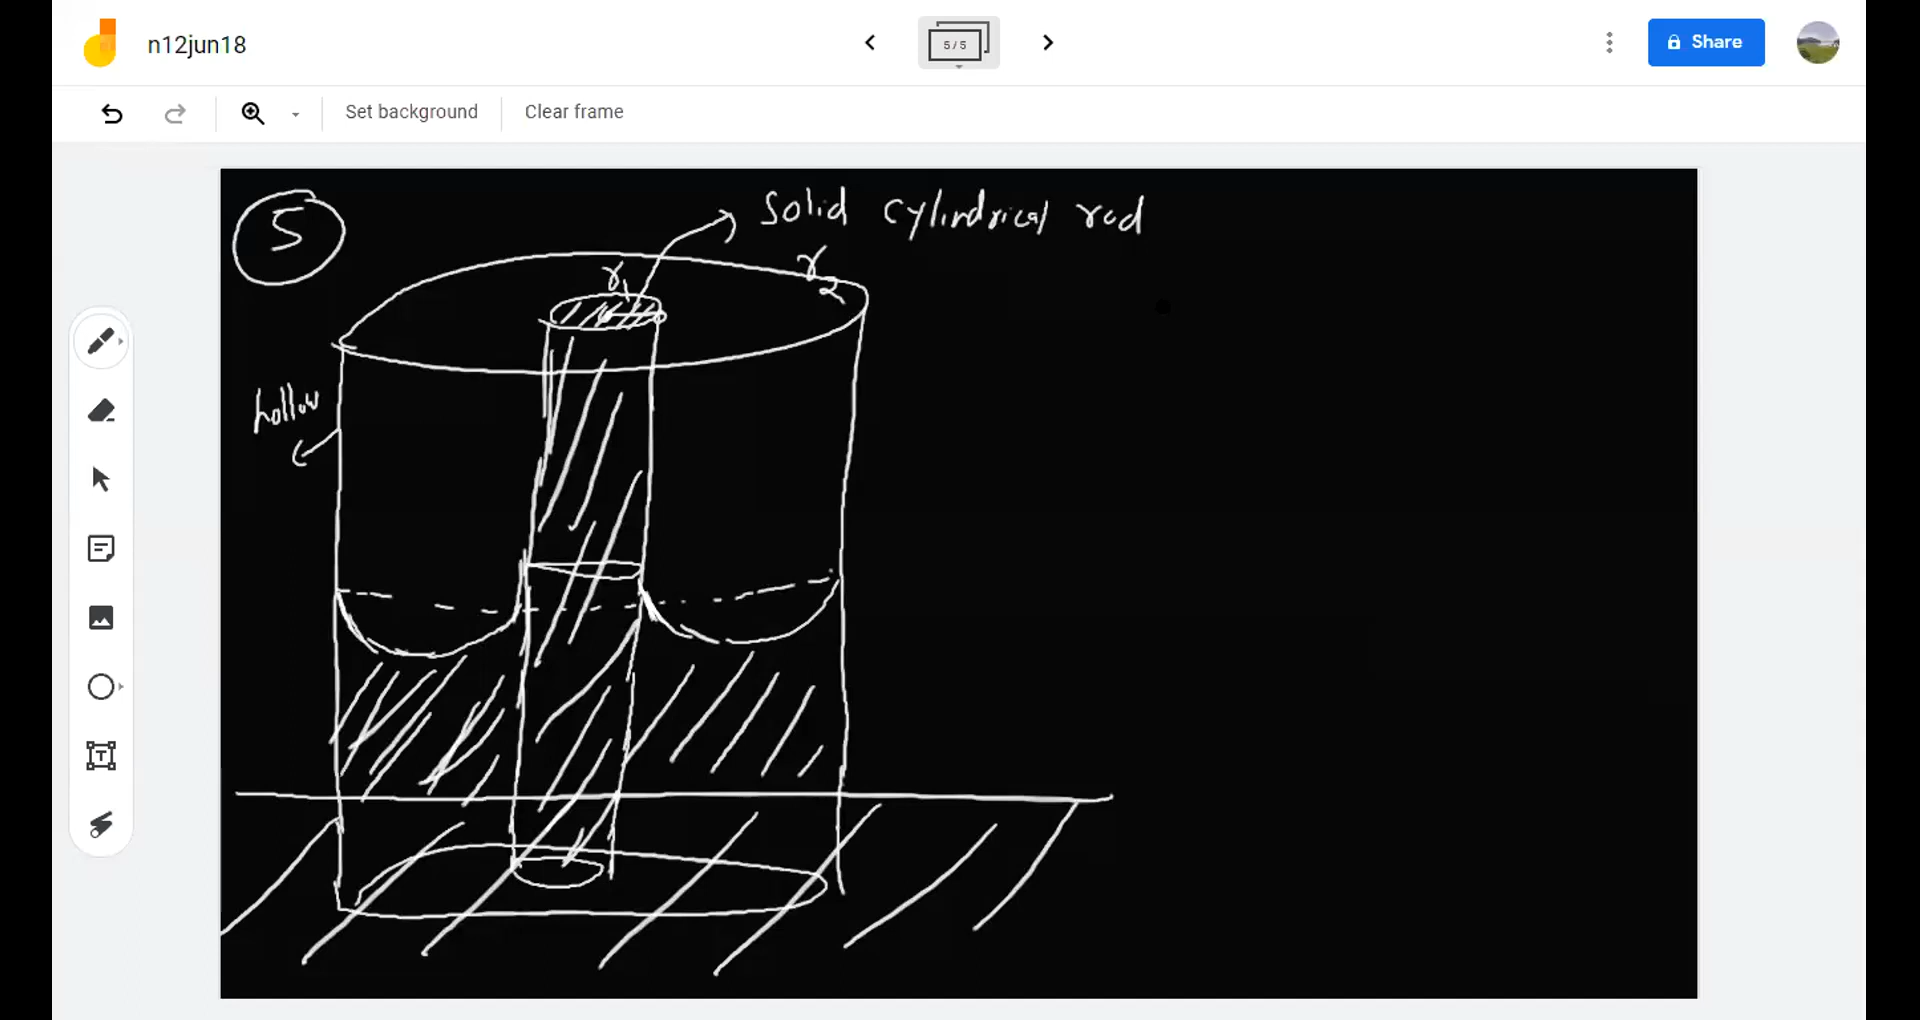 n12jun18
5 / 5
Share
Set background
Clear frame
5
Solid cylindrical rod
r1
r2
hollow
T